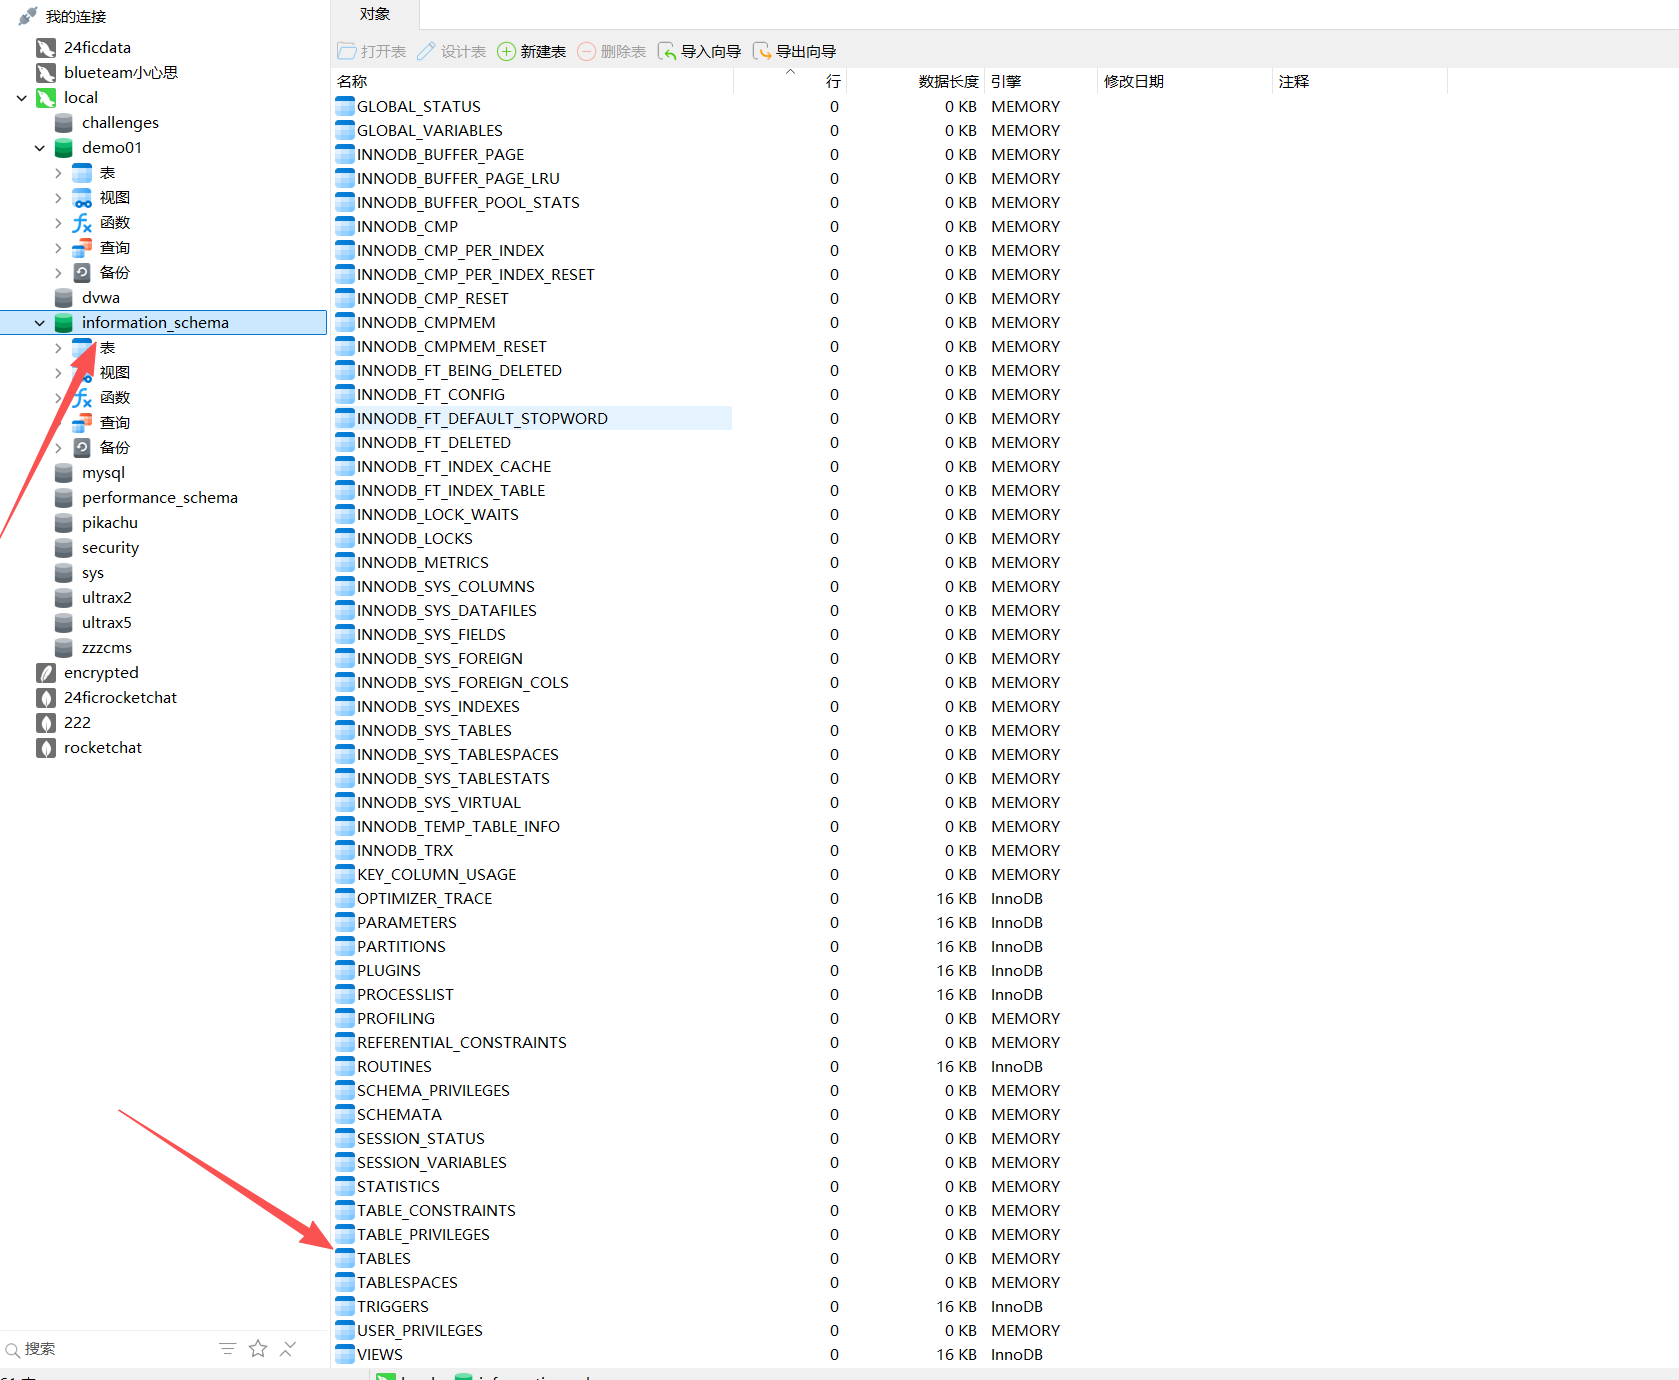 我的连接
24ficdata
blueteam小心思
local
challenges
demo01
表
视图
函数
查询
备份
dvwa
information_schema
表
视图
函数
查询
备份
mysql
performance_schema
pikachu
security
sys
ultrax2
ultrax5
zzzcms
encrypted
24ficrocketchat
222
rocketchat
搜索
对象
打开表 设计表 新建表 删除表 导入向导 导出向导
名称 行 数据长度 引擎 修改日期 注释
GLOBAL_STATUS 0 0 KB MEMORY
GLOBAL_VARIABLES 0 0 KB MEMORY
INNODB_BUFFER_PAGE 0 0 KB MEMORY
INNODB_BUFFER_PAGE_LRU 0 0 KB MEMORY
INNODB_BUFFER_POOL_STATS 0 0 KB MEMORY
INNODB_CMP 0 0 KB MEMORY
INNODB_CMP_PER_INDEX 0 0 KB MEMORY
INNODB_CMP_PER_INDEX_RESET 0 0 KB MEMORY
INNODB_CMP_RESET 0 0 KB MEMORY
INNODB_CMPMEM 0 0 KB MEMORY
INNODB_CMPMEM_RESET 0 0 KB MEMORY
INNODB_FT_BEING_DELETED 0 0 KB MEMORY
INNODB_FT_CONFIG 0 0 KB MEMORY
INNODB_FT_DEFAULT_STOPWORD 0 0 KB MEMORY
INNODB_FT_DELETED 0 0 KB MEMORY
INNODB_FT_INDEX_CACHE 0 0 KB MEMORY
INNODB_FT_INDEX_TABLE 0 0 KB MEMORY
INNODB_LOCK_WAITS 0 0 KB MEMORY
INNODB_LOCKS 0 0 KB MEMORY
INNODB_METRICS 0 0 KB MEMORY
INNODB_SYS_COLUMNS 0 0 KB MEMORY
INNODB_SYS_DATAFILES 0 0 KB MEMORY
INNODB_SYS_FIELDS 0 0 KB MEMORY
INNODB_SYS_FOREIGN 0 0 KB MEMORY
INNODB_SYS_FOREIGN_COLS 0 0 KB MEMORY
INNODB_SYS_INDEXES 0 0 KB MEMORY
INNODB_SYS_TABLES 0 0 KB MEMORY
INNODB_SYS_TABLESPACES 0 0 KB MEMORY
INNODB_SYS_TABLESTATS 0 0 KB MEMORY
INNODB_SYS_VIRTUAL 0 0 KB MEMORY
INNODB_TEMP_TABLE_INFO 0 0 KB MEMORY
INNODB_TRX 0 0 KB MEMORY
KEY_COLUMN_USAGE 0 0 KB MEMORY
OPTIMIZER_TRACE 0 16 KB InnoDB
PARAMETERS 0 16 KB InnoDB
PARTITIONS 0 16 KB InnoDB
PLUGINS 0 16 KB InnoDB
PROCESSLIST 0 16 KB InnoDB
PROFILING 0 0 KB MEMORY
REFERENTIAL_CONSTRAINTS 0 0 KB MEMORY
ROUTINES 0 16 KB InnoDB
SCHEMA_PRIVILEGES 0 0 KB MEMORY
SCHEMATA 0 0 KB MEMORY
SESSION_STATUS 0 0 KB MEMORY
SESSION_VARIABLES 0 0 KB MEMORY
STATISTICS 0 0 KB MEMORY
TABLE_CONSTRAINTS 0 0 KB MEMORY
TABLE_PRIVILEGES 0 0 KB MEMORY
TABLES 0 0 KB MEMORY
TABLESPACES 0 0 KB MEMORY
TRIGGERS 0 16 KB InnoDB
USER_PRIVILEGES 0 0 KB MEMORY
VIEWS 0 16 KB InnoDB